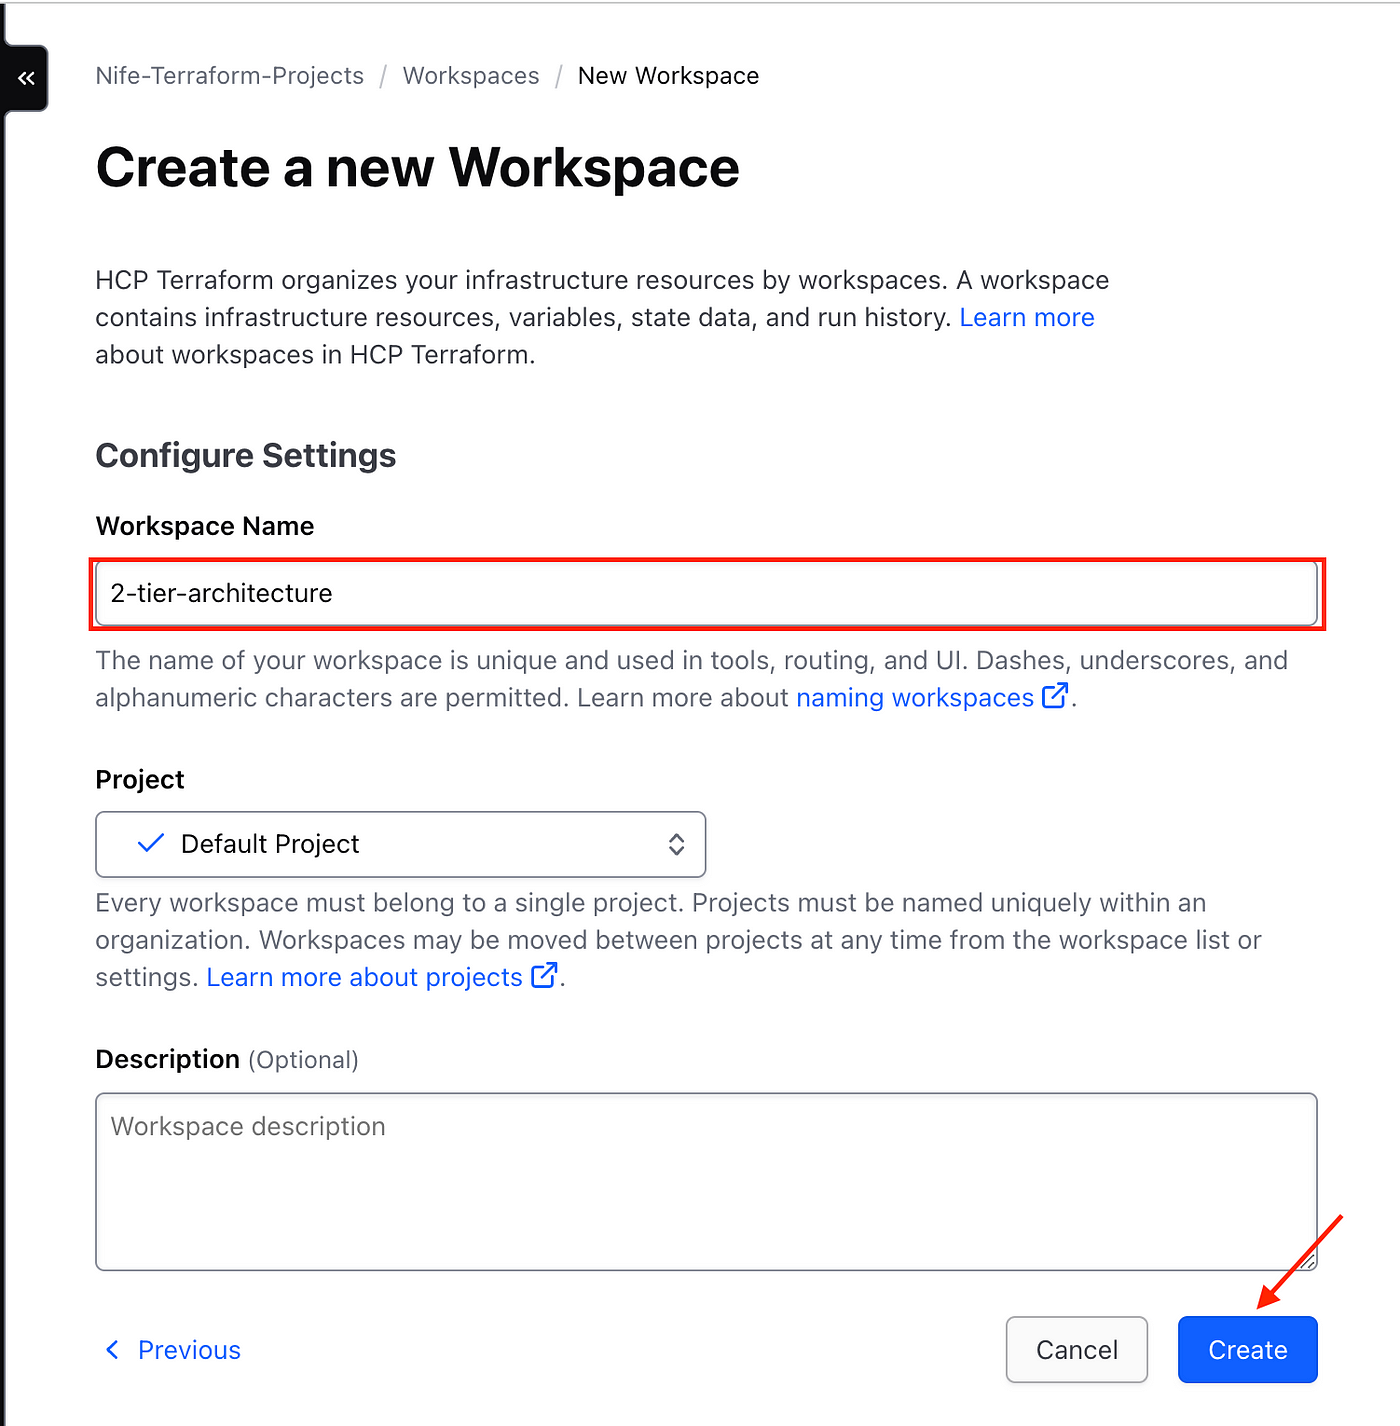 Nife-Terraform-Projects / Workspaces / New Workspace
Create a new Workspace
HCP Terraform organizes your infrastructure resources by workspaces. A workspace
contains infrastructure resources, variables, state data, and run history. Learn more
about workspaces in HCP Terraform.
Configure Settings
Workspace Name
2-tier-architecture
The name of your workspace is unique and used in tools, routing, and UI. Dashes, underscores, and
alphanumeric characters are permitted. Learn more about naming workspaces.
Project
Default Project
Every workspace must belong to a single project. Projects must be named uniquely within an
organization. Workspaces may be moved between projects at any time from the workspace list or
settings. Learn more about projects.
Description (Optional)
Workspace description
Previous
Cancel
Create